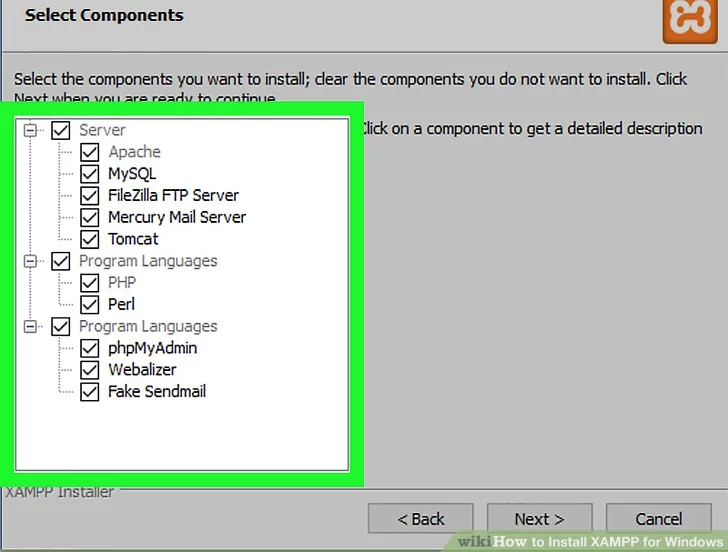 Select Components
Select the components you want to install; clear the components you do not want to install. Click
Next when you are ready to continue.
Server
Click on a component to get a detailed description
Apache
MySQL
FileZilla FTP Server
Mercury Mail Server
Tomcat
Program Languages
PHP
Perl
Program Languages
phpMyAdmin
Webalizer
Fake Sendmail
XAMPP Installer
< Back
Next >
Cancel
wikiHow to Install XAMPP for Windows